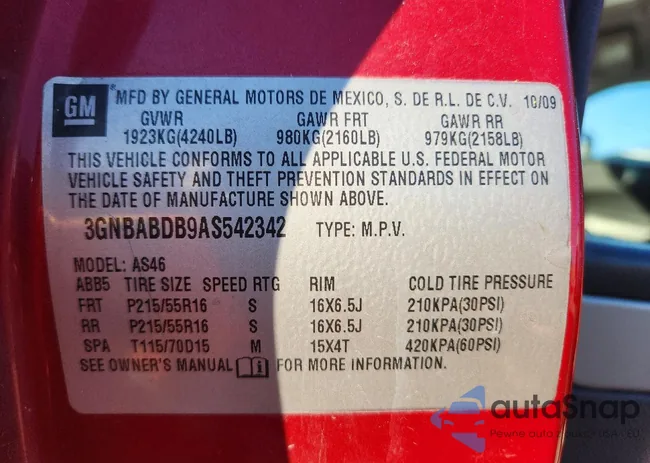 GM ® MFD BY GENERAL MOTORS DE MEXICO, S. DE R.L. DE C.V. 10/09
GVWR GAWR FRT GAWR RR
1923KG(4240LB) 980KG(2160LB) 979KG(2158LB)
THIS VEHICLE CONFORMS TO ALL APPLICABLE U.S. FEDERAL MOTOR
VEHICLE SAFETY AND THEFT PREVENTION STANDARDS IN EFFECT ON
THE DATE OF MANUFACTURE SHOWN ABOVE.
3GNBABDB9AS542342 TYPE: M.P.V.
MODEL: AS46
ABB5 TIRE SIZE SPEED RTG RIM COLD TIRE PRESSURE
FRT P215/55R16 S 16X6.5J 210KPA(30PSI)
RR P215/55R16 S 16X6.5J 210KPA(30PSI)
SPA T115/70D15 M 15X4T 420KPA(60PSI)
SEE OWNER'S MANUAL FOR MORE INFORMATION.
autaSnap
Pewne auta z